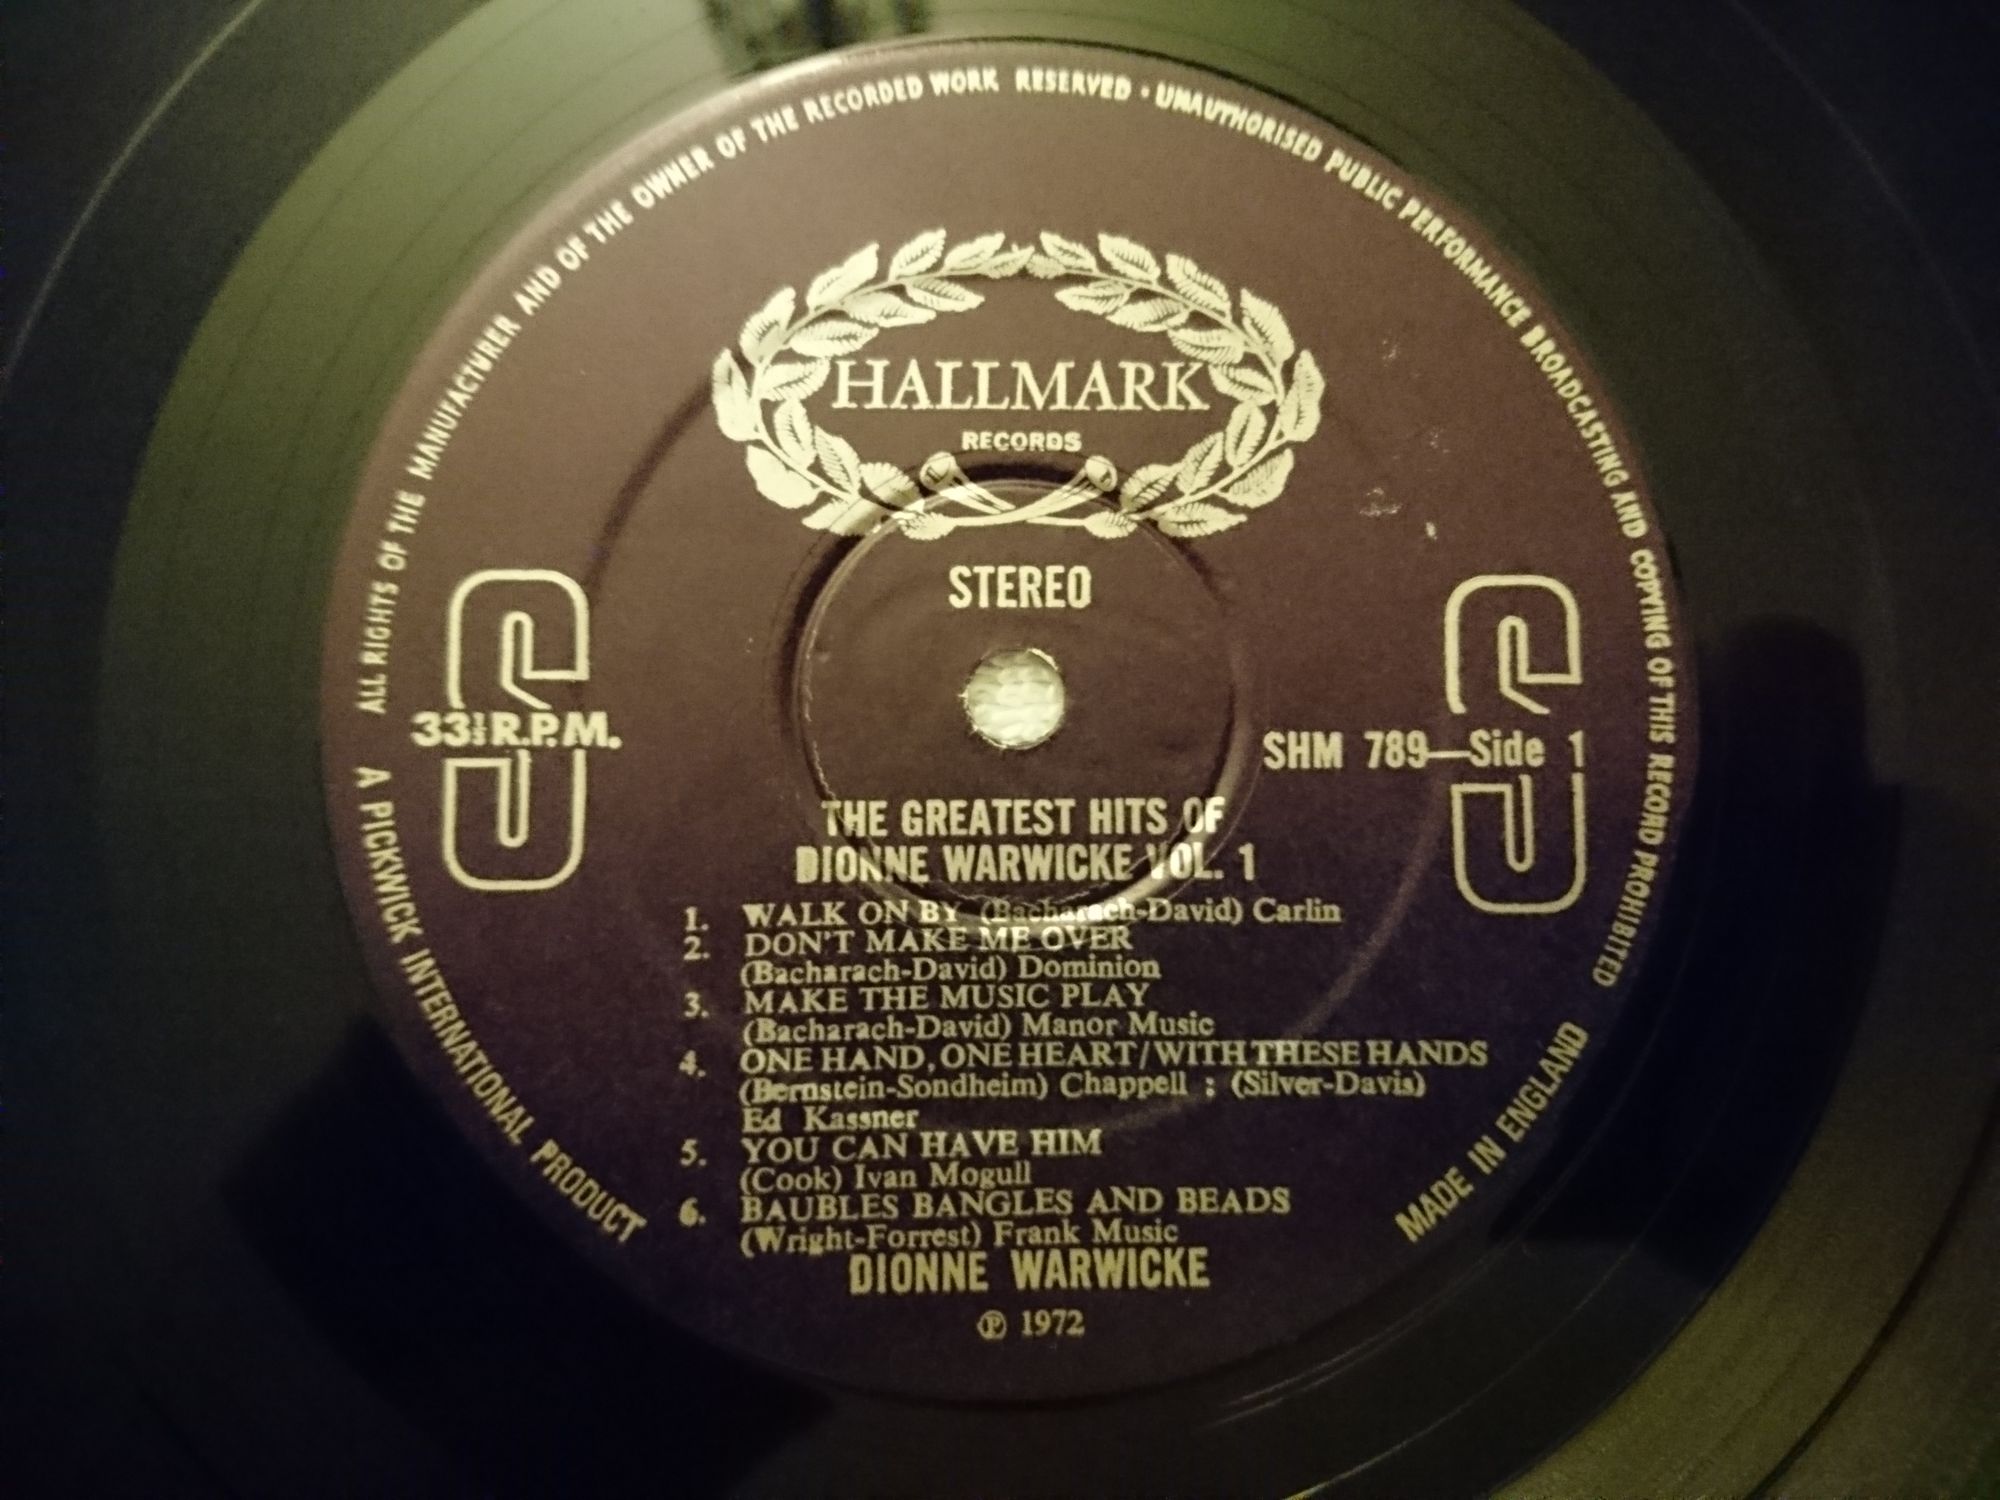 ALL RIGHTS OF THE MANUFACTURER AND OF THE OWNER OF THE RECORDED WORK RESERVED • UNAUTHORISED PUBLIC PERFORMANCE BROADCASTING AND COPYING OF THIS RECORD PROHIBITED
HALLMARK
RECORDS
STEREO
33⅓ R.P.M.
SHM 789—Side 1
THE GREATEST HITS OF
DIONNE WARWICKE VOL. 1
1. WALK ON BY (Bacharach-David) Carlin
2. DON'T MAKE ME OVER
(Bacharach-David) Dominion
3. MAKE THE MUSIC PLAY
(Bacharach-David) Manor Music
4. ONE HAND, ONE HEART/WITH THESE HANDS
(Bernstein-Sondheim) Chappell ; (Silver-Davis)
Ed Kassner
5. YOU CAN HAVE HIM
(Cook) Ivan Mogull
6. BAUBLES BANGLES AND BEADS
(Wright-Forrest) Frank Music
DIONNE WARWICKE
℗ 1972
A PICKWICK INTERNATIONAL PRODUCT
MADE IN ENGLAND